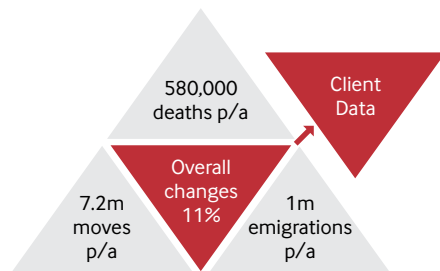 580,000
deaths p/a
Client
Data
Overall
changes
11%
7.2m
moves
p/a
1m
emigrations
p/a